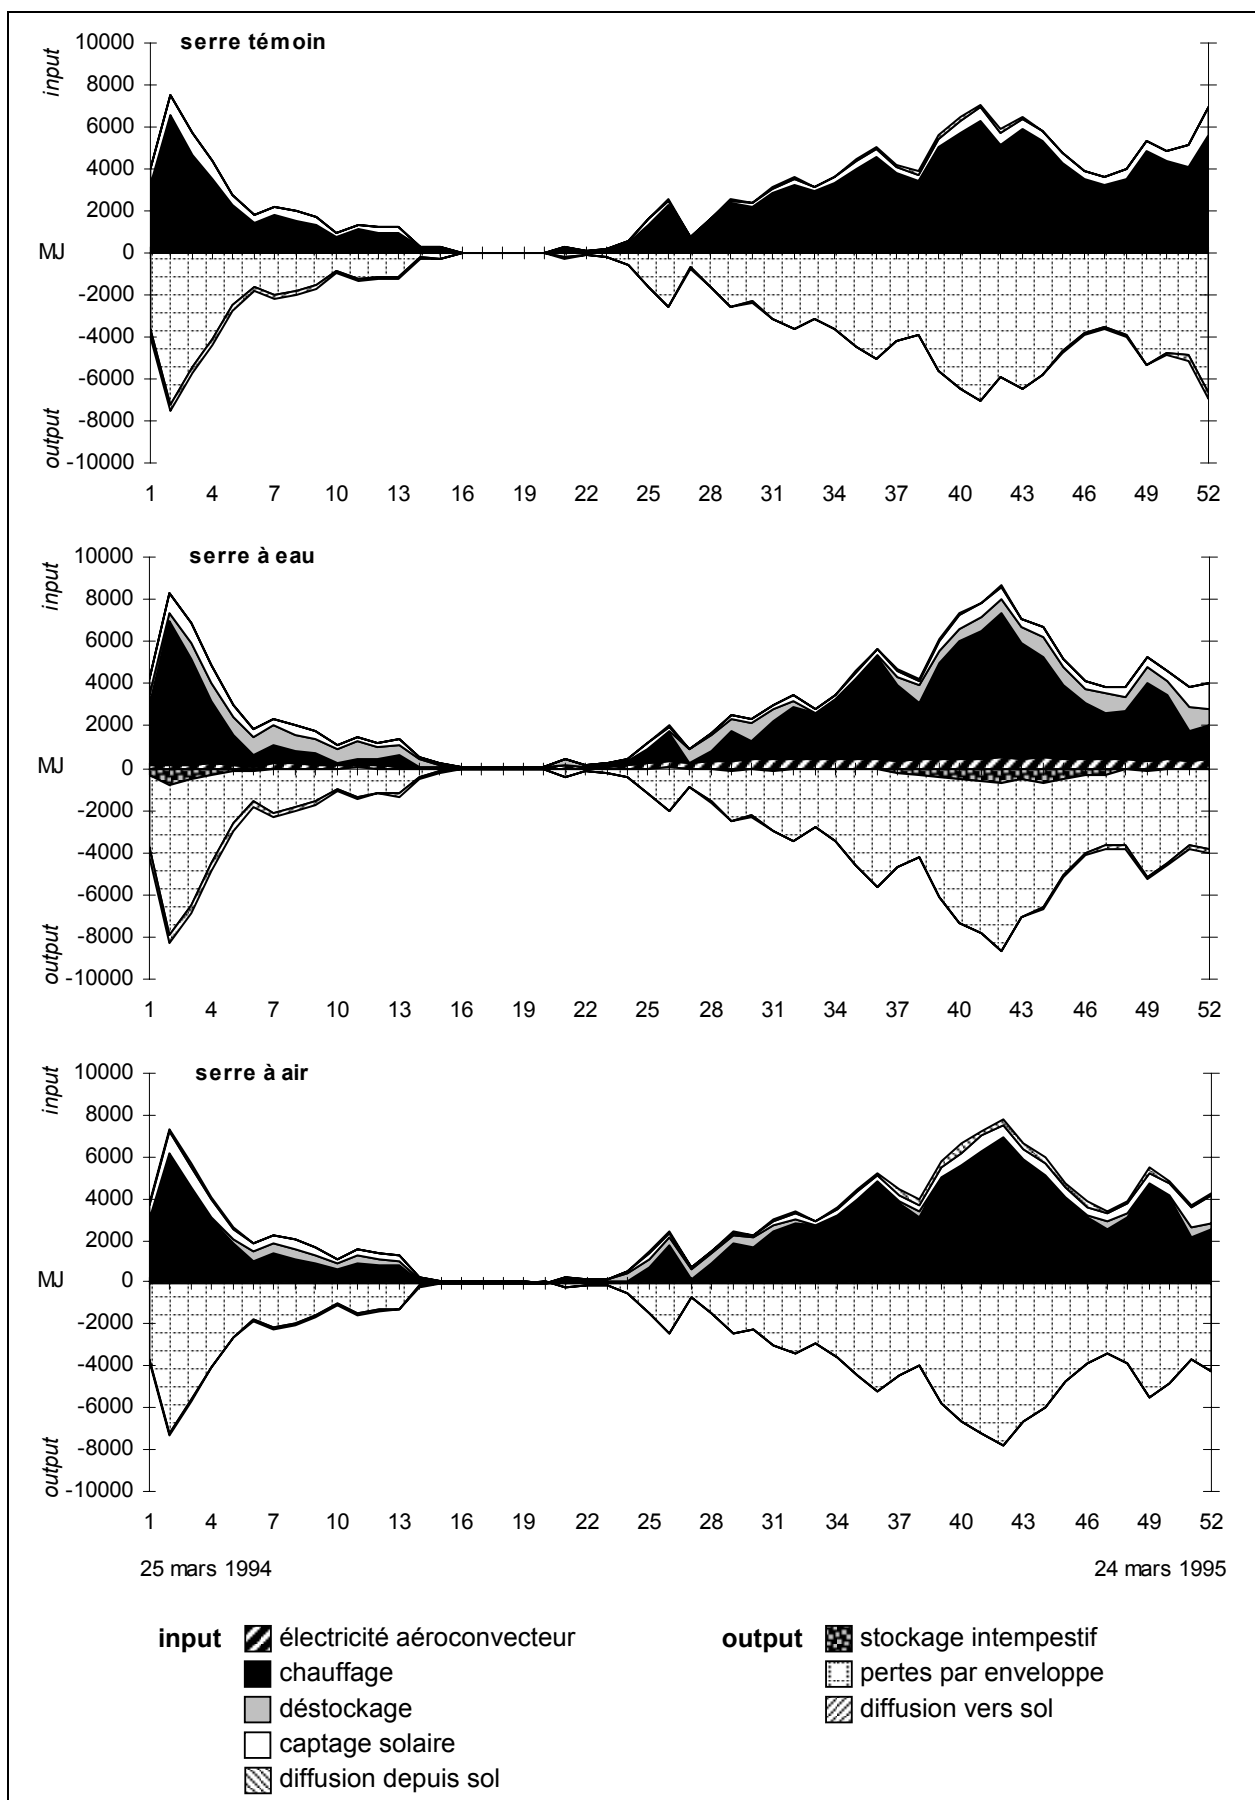 serre témoin
input
10000
8000
6000
4000
2000
MJ 0
-2000
-4000
-6000
-8000
-10000
output
1 4 7 10 13 16 19 22 25 28 31 34 37 40 43 46 49 52
serre à eau
input
10000
8000
6000
4000
2000
MJ 0
-2000
-4000
-6000
-8000
-10000
output
1 4 7 10 13 16 19 22 25 28 31 34 37 40 43 46 49 52
serre à air
input
10000
8000
6000
4000
2000
MJ 0
-2000
-4000
-6000
-8000
-10000
output
1 4 7 10 13 16 19 22 25 28 31 34 37 40 43 46 49 52
25 mars 1994 24 mars 1995
input
électricité aéroconvecteur
chauffage
déstockage
captage solaire
diffusion depuis sol
output
stockage intempestif
pertes par enveloppe
diffusion vers sol